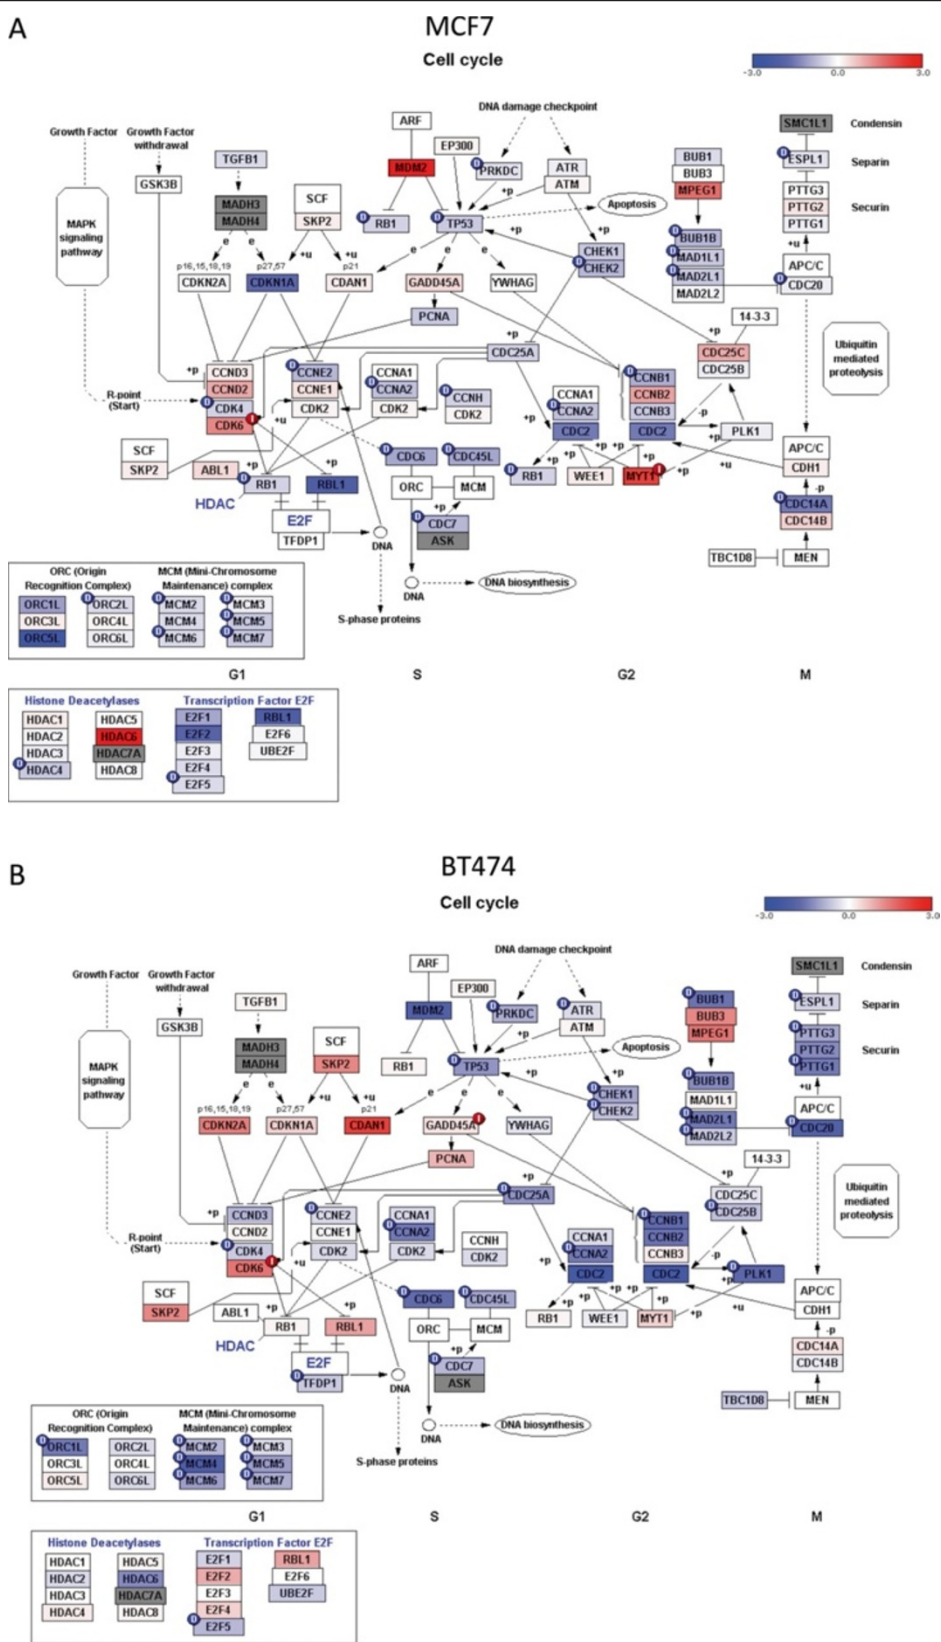 A
MCF7
Cell cycle
-3.0 0.0 3.0
DNA damage checkpoint
Growth Factor
Growth Factor
withdrawal
ARF
EP300
SMC1L1 Condensin
TGFB1
GSK3B
MDM2
D PRKDC
ATR
ATM
BUB1
BUB3
MPEG1
D ESPL1 Separin
MAPK
signaling
pathway
MADH3
MADH4
SCF
SKP2
+p
Apoptosis
PTTG3
PTTG2
PTTG1
Securin
D RB1
D TP53
+p
+p
D BUB1B
D MAD1L1
D MAD2L1
MAD2L2
+u
e e +u +u e e e
CHEK1
D CHEK2
APC/C
D CDC20
p16,15,18,19 p27,57 p21
CDKN2A CDKN1A CDAN1 GADD45A YWHAG
PCNA
14-3-3
+p
+p
Ubiquitin
mediated
proteolysis
CDC25A
CDC25C
CDC25B
+p
CCND3
CCND2
D CDK4
I CDK6
D CCNE2
CCNE1
CDK2
CCNA1
D CCNA2
CDK2
D CCNH
CDK2
CCNA1
D CCNA2
CDC2
D CCNB1
CCNB2
CCNB3
CDC2
R-point
(Start)
+p
-p
PLK1
+u
SCF
SKP2
ABL1
+p
+p
D CDC6
D CDC45L
+p +p +p +p
+p
+u
APC/C
CDH1
D RB1
RBL1
D RB1
WEE1
I MYT1
HDAC
ORC
MCM
-p
D CDC14A
CDC14B
E2F
TFDP1
+p
D CDC7
ASK
DNA
TBC1D8 MEN
DNA
DNA biosynthesis
S-phase proteins
ORC (Origin
Recognition Complex)
MCM (Mini-Chromosome
Maintenance) complex
ORC1L D ORC2L D MCM2 D MCM3
ORC3L ORC4L MCM4 D MCM5
ORC5L ORC6L D MCM6 D MCM7
G1 S G2 M
Histone Deacetylases Transcription Factor E2F
HDAC1 HDAC5 E2F1 RBL1
HDAC2 HDAC6 E2F2 E2F6
HDAC3 HDAC7A E2F3 UBE2F
D HDAC4 HDAC8 E2F4
D E2F5
B
BT474
Cell cycle
-3.0 0.0 3.0
DNA damage checkpoint
Growth Factor
Growth Factor
withdrawal
ARF
EP300
SMC1L1 Condensin
TGFB1
GSK3B
MDM2
D PRKDC
D ATR
ATM
D BUB1
BUB3
MPEG1
D ESPL1 Separin
MAPK
signaling
pathway
MADH3
MADH4
SCF
SKP2
+p
Apoptosis
D PTTG3
PTTG2
D PTTG1
Securin
RB1
D TP53
+p
+p
D BUB1B
MAD1L1
D MAD2L1
D MAD2L2
+u
e e +u +u e e e
D CHEK1
D CHEK2
APC/C
D CDC20
p16,15,18,19 p27,57 p21
CDKN2A CDKN1A CDAN1 GADD45A I YWHAG
PCNA
14-3-3
+p
+p
Ubiquitin
mediated
proteolysis
D CDC25A
CDC25C
D CDC25B
+p
CCND3
CCND2
D CDK4
I CDK6
D CCNE2
CCNE1
CDK2
CCNA1
D CCNA2
CDK2
CCNH
CDK2
CCNA1
D CCNA2
CDC2
D CCNB1
CCNB2
CCNB3
CDC2
R-point
(Start)
+u
+p
-p
D PLK1
SCF
SKP2
ABL1
+p
+p
D CDC6
D CDC45L
+p +p +p +p
+p
+u
APC/C
CDH1
RB1
RBL1
RB1
WEE1
MYT1
HDAC
ORC
MCM
-p
CDC14A
CDC14B
E2F
D TFDP1
+p
D CDC7
ASK
DNA
TBC1D8 MEN
DNA
DNA biosynthesis
S-phase proteins
ORC (Origin
Recognition Complex)
MCM (Mini-Chromosome
Maintenance) complex
D ORC1L ORC2L D MCM2 D MCM3
ORC3L ORC4L D MCM4 D MCM5
ORC5L ORC6L D MCM6 D MCM7
G1 S G2 M
Histone Deacetylases Transcription Factor E2F
HDAC1 HDAC5 E2F1 RBL1
HDAC2 HDAC6 E2F2 E2F6
HDAC3 HDAC7A E2F3 UBE2F
HDAC4 HDAC8 E2F4
D E2F5